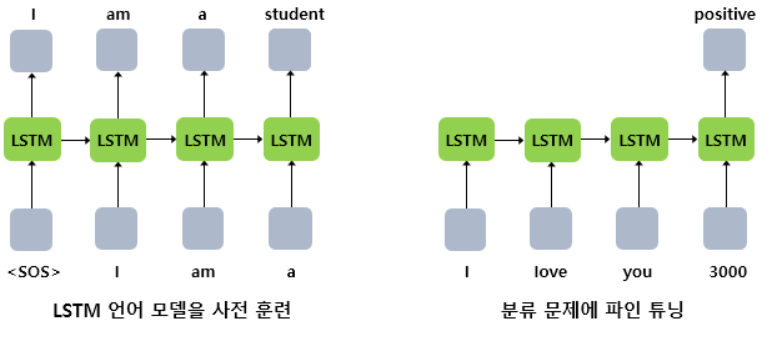 I am a student
LSTM LSTM LSTM LSTM
<SOS> I am a
LSTM 언어 모델을 사전 훈련
positive
LSTM LSTM LSTM LSTM
I love you 3000
분류 문제에 파인 튜닝